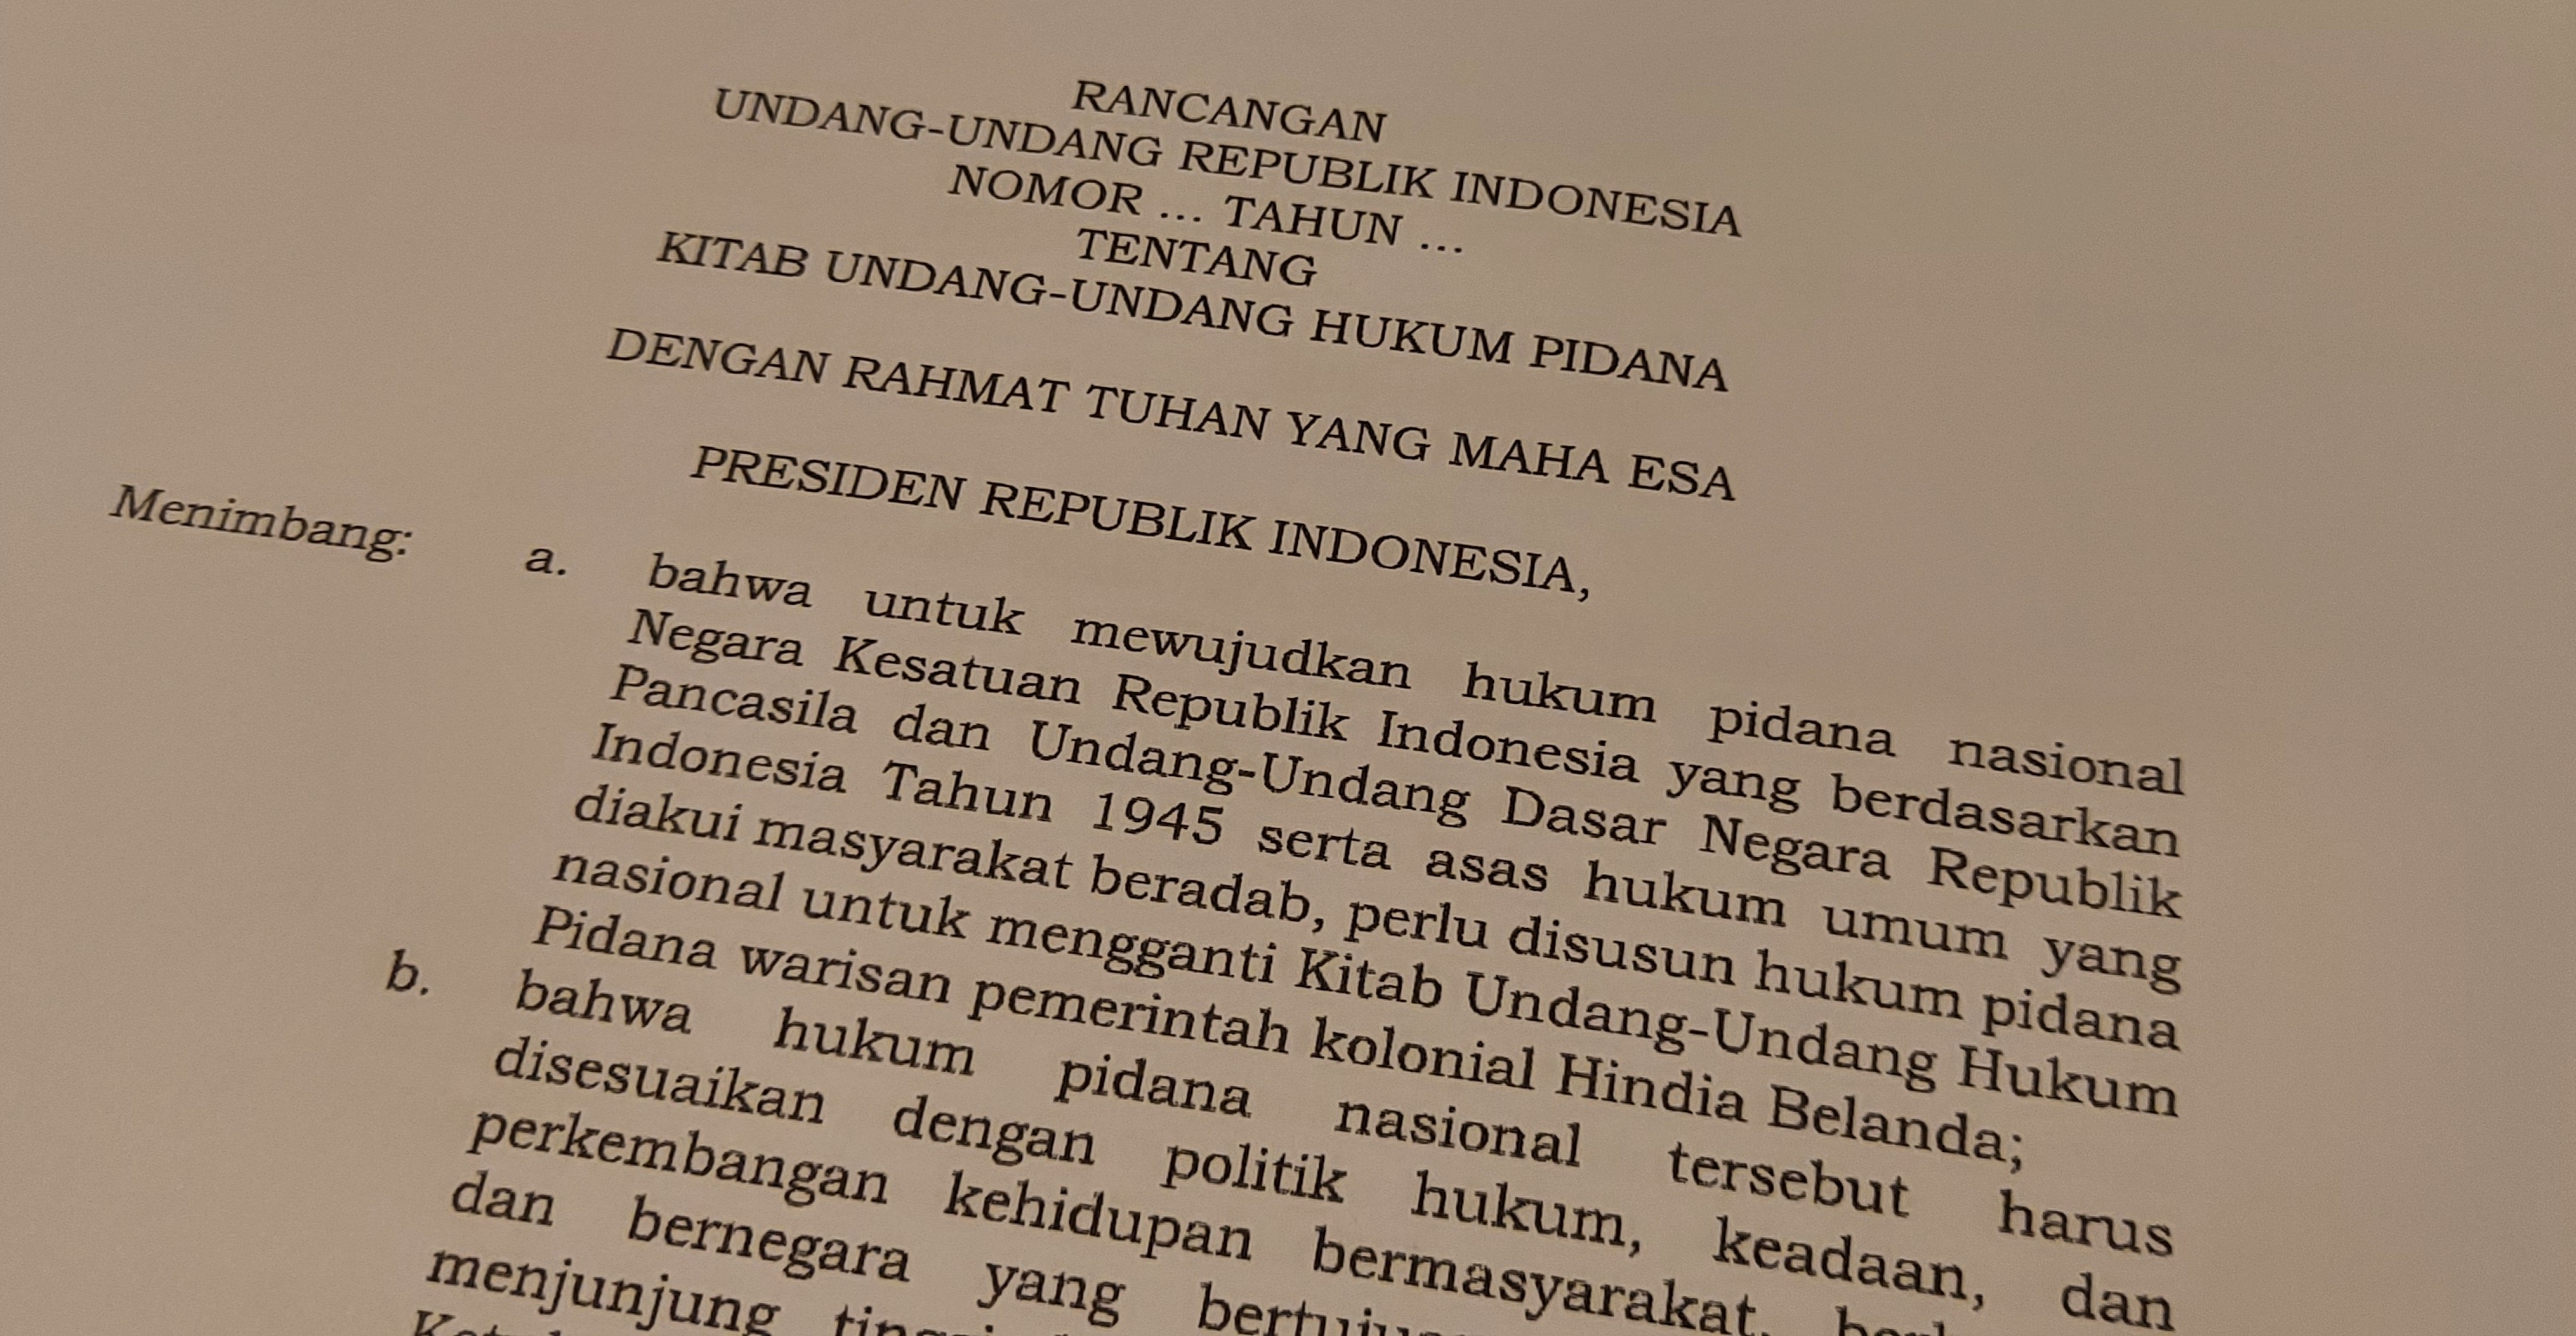 RANCANGAN
UNDANG-UNDANG REPUBLIK INDONESIA
NOMOR ... TAHUN ...
TENTANG
KITAB UNDANG-UNDANG HUKUM PIDANA
DENGAN RAHMAT TUHAN YANG MAHA ESA
PRESIDEN REPUBLIK INDONESIA,
Menimbang: a. bahwa untuk mewujudkan hukum pidana nasional
Negara Kesatuan Republik Indonesia yang berdasarkan
Pancasila dan Undang-Undang Dasar Negara Republik
Indonesia Tahun 1945 serta asas hukum umum yang
diakui masyarakat beradab, perlu disusun hukum pidana
nasional untuk mengganti Kitab Undang-Undang Hukum
Pidana warisan pemerintah kolonial Hindia Belanda;
b. bahwa hukum pidana nasional tersebut harus
disesuaikan dengan politik hukum, keadaan, dan
perkembangan kehidupan bermasyarakat,
dan bernegara yang
menjunjung